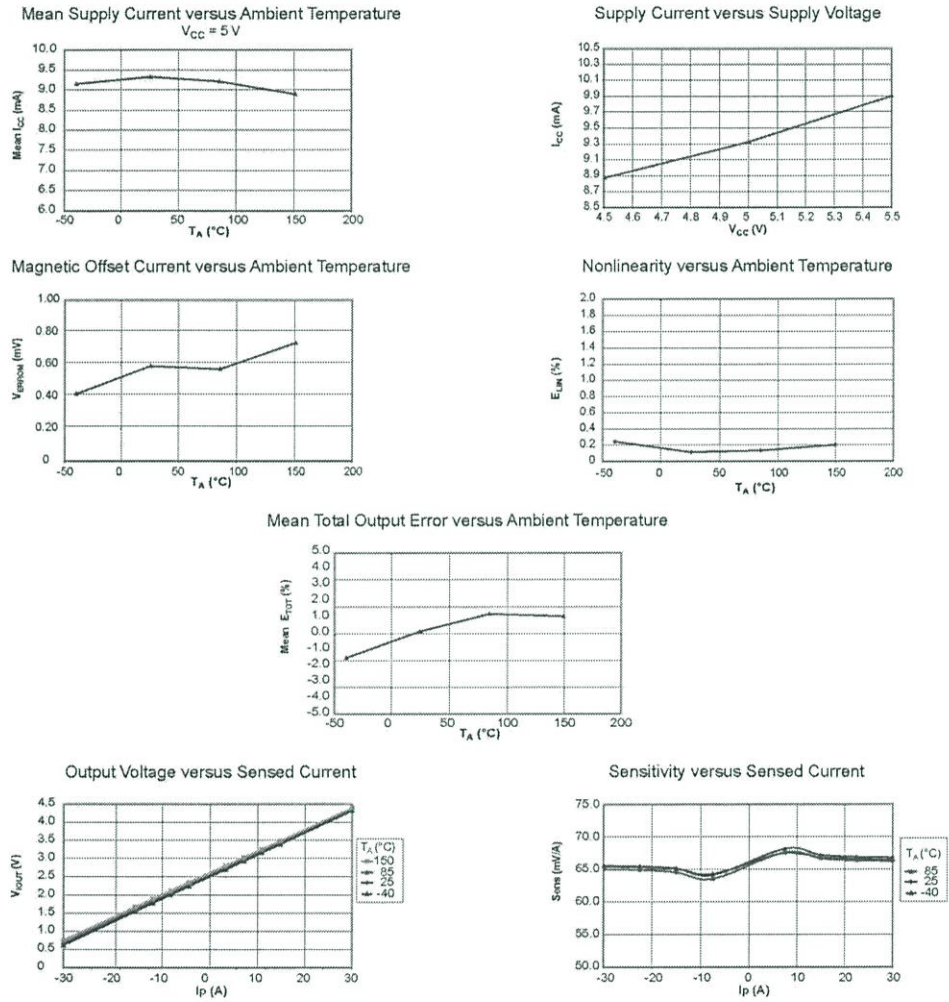 Mean Supply Current versus Ambient Temperature
VCC = 5 V
10.0
9.5
9.0
8.5
8.0
7.5
7.0
6.5
6.0
Mean ICC (mA)
-50 0 50 100 150 200
TA (°C)
Supply Current versus Supply Voltage
10.5
10.3
10.1
9.9
9.7
9.5
9.3
9.1
8.9
8.7
8.5
ICC (mA)
4.5 4.6 4.7 4.8 4.9 5 5.1 5.2 5.3 5.4 5.5
VCC (V)
Magnetic Offset Current versus Ambient Temperature
1.00
0.80
0.60
0.40
0.20
0
VERROM (mV)
-50 0 50 100 150 200
TA (°C)
Nonlinearity versus Ambient Temperature
2.0
1.8
1.6
1.4
1.2
1.0
0.8
0.6
0.4
0.2
0
ELIN (%)
-50 0 50 100 150 200
TA (°C)
Mean Total Output Error versus Ambient Temperature
5.0
4.0
3.0
1.0
0.0
-1.0
-2.0
-3.0
-4.0
-5.0
Mean ETOT (%)
-50 0 50 100 150 200
TA (°C)
Output Voltage versus Sensed Current
4.5
4.0
3.5
3.0
2.5
2.0
1.5
1.0
0.5
0
VIOUT (V)
-30 -20 -10 0 10 20 30
Ip (A)
TA (°C)
150
85
25
-40
Sensitivity versus Sensed Current
75.0
70.0
65.0
55.0
50.0
Sens (mV/A)
-30 -20 -10 0 10 20 30
Ip (A)
TA (°C)
85
25
-40